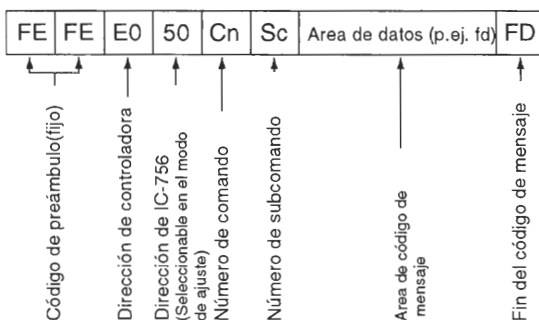 FE FE E0 50 Cn Sc Area de datos (p.ej. fd) FD
Código de preámbulo(fijo)
Dirección de controladora
Dirección de IC-756
(Seleccionable en el modo
de ajuste)
Número de comando
Número de subcomando
Area de código de
mensaje
Fin del código de mensaje